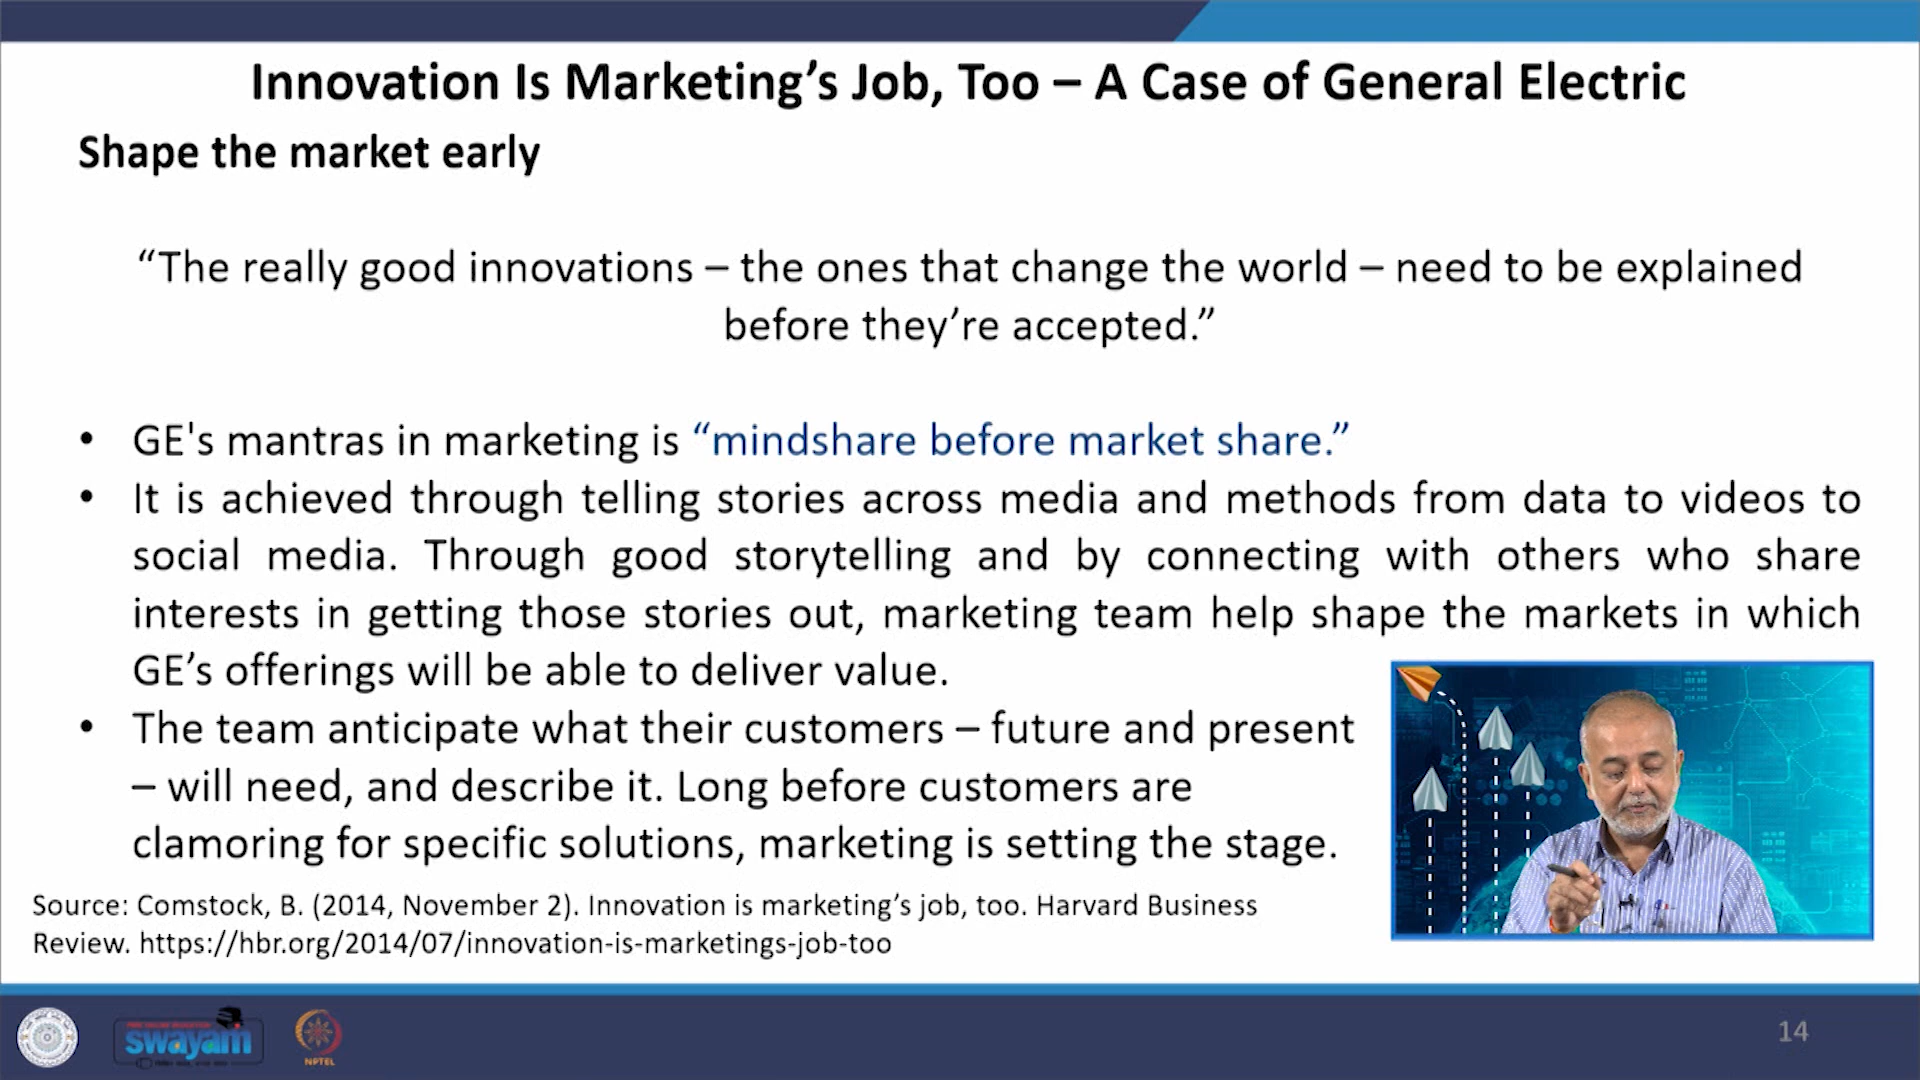 Innovation Is Marketing’s Job, Too – A Case of General Electric
Shape the market early
“The really good innovations – the ones that change the world – need to be explained
before they’re accepted.”
• GE's mantras in marketing is “mindshare before market share.”
• It is achieved through telling stories across media and methods from data to videos to
social media. Through good storytelling and by connecting with others who share
interests in getting those stories out, marketing team help shape the markets in which
GE’s offerings will be able to deliver value.
• The team anticipate what their customers – future and present
– will need, and describe it. Long before customers are
clamoring for specific solutions, marketing is setting the stage.
Source: Comstock, B. (2014, November 2). Innovation is marketing’s job, too. Harvard Business
Review. https://hbr.org/2014/07/innovation-is-marketings-job-too
swayam
NPTEL
14